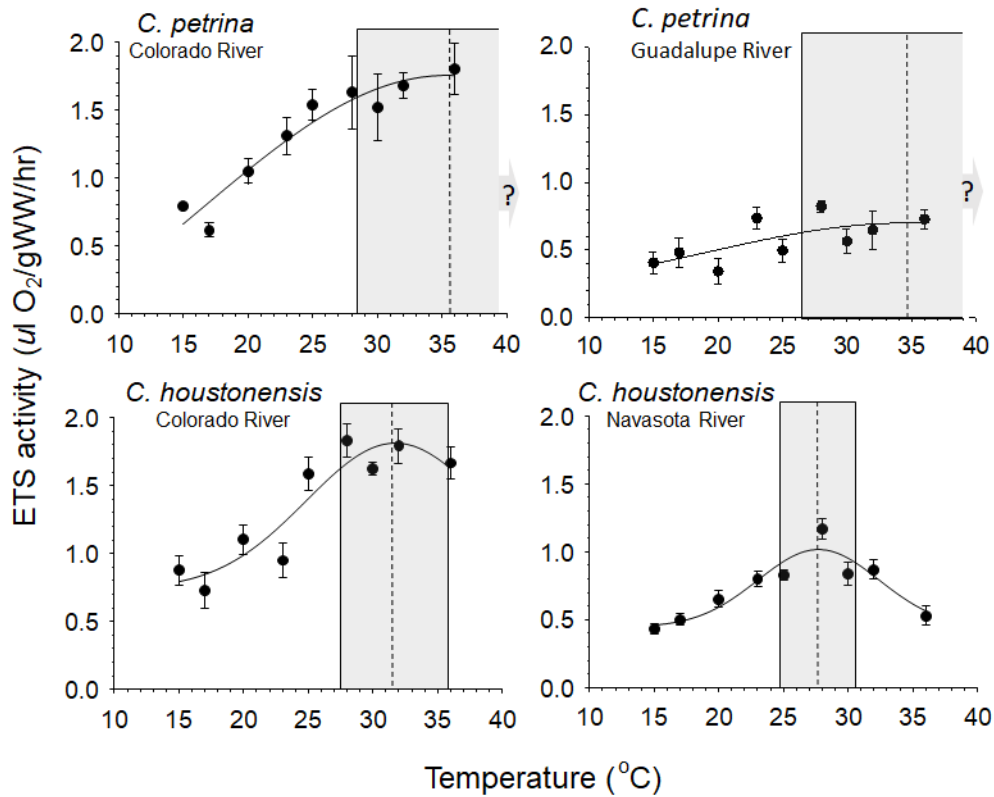 C. petrina
Colorado River
2.0
1.5
1.0
0.5
0.0
10 15 20 25 30 35 40
?
C. petrina
Guadalupe River
2.0
1.5
1.0
0.5
0.0
10 15 20 25 30 35 40
?
C. houstonensis
Colorado River
2.0
1.5
1.0
0.5
0.0
10 15 20 25 30 35 40
C. houstonensis
Navasota River
2.0
1.5
1.0
0.5
0.0
10 15 20 25 30 35 40
ETS activity (ul O₂/gWW/hr)
Temperature (°C)